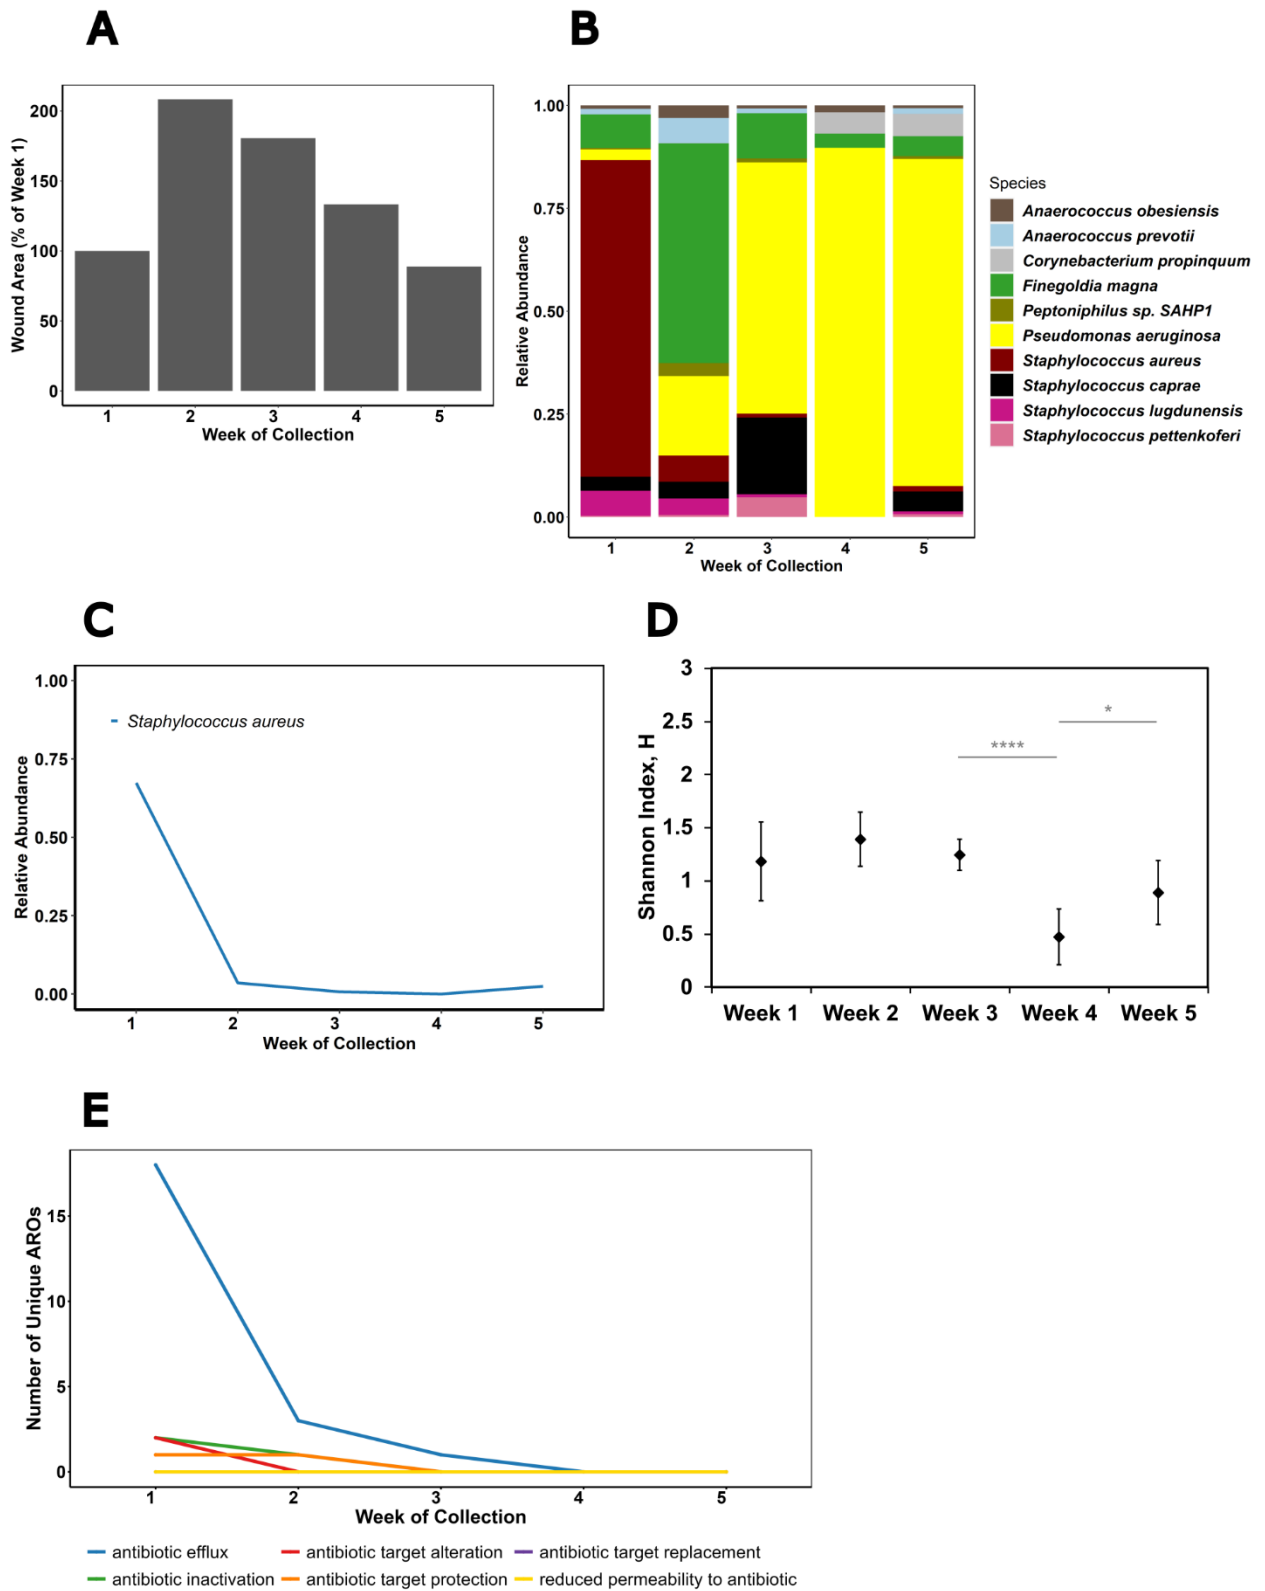 A
B
Wound Area (% of Week 1)
200
150
100
50
0
1 2 3 4 5
Week of Collection
Relative Abundance
1.00
0.75
0.50
0.25
0.00
1 2 3 4 5
Week of Collection
Species
Anaerococcus obesiensis
Anaerococcus prevotii
Corynebacterium propinquum
Finegoldia magna
Peptoniphilus sp. SAHP1
Pseudomonas aeruginosa
Staphylococcus aureus
Staphylococcus caprae
Staphylococcus lugdunensis
Staphylococcus pettenkoferi
C
D
Relative Abundance
1.00
0.75
0.50
0.25
0.00
Staphylococcus aureus
1 2 3 4 5
Week of Collection
Shannon Index, H
3
2.5
2
1.5
1
0.5
0
****
*
Week 1 Week 2 Week 3 Week 4 Week 5
E
Number of Unique AROs
15
10
5
0
1 2 3 4 5
Week of Collection
antibiotic efflux antibiotic target alteration antibiotic target replacement
antibiotic inactivation antibiotic target protection reduced permeability to antibiotic